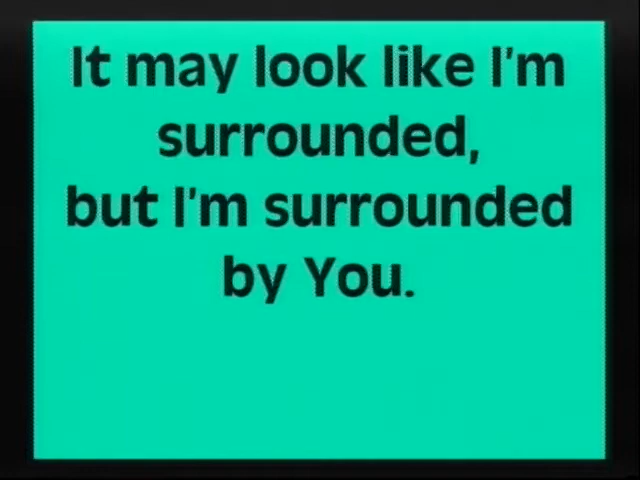 It may look like I'm
surrounded,
but I'm surrounded
by You.